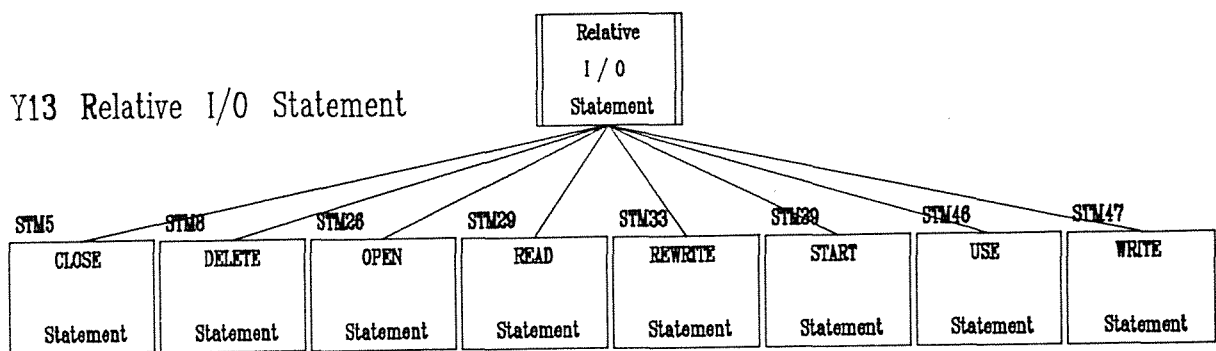 Relative
I / O
Statement
Y13 Relative I/O Statement
STM5 STM8 STM26 STM29 STM33 STM39 STM46 STM47
CLOSE DELETE OPEN READ REWRITE START USE WRITE
Statement Statement Statement Statement Statement Statement Statement Statement